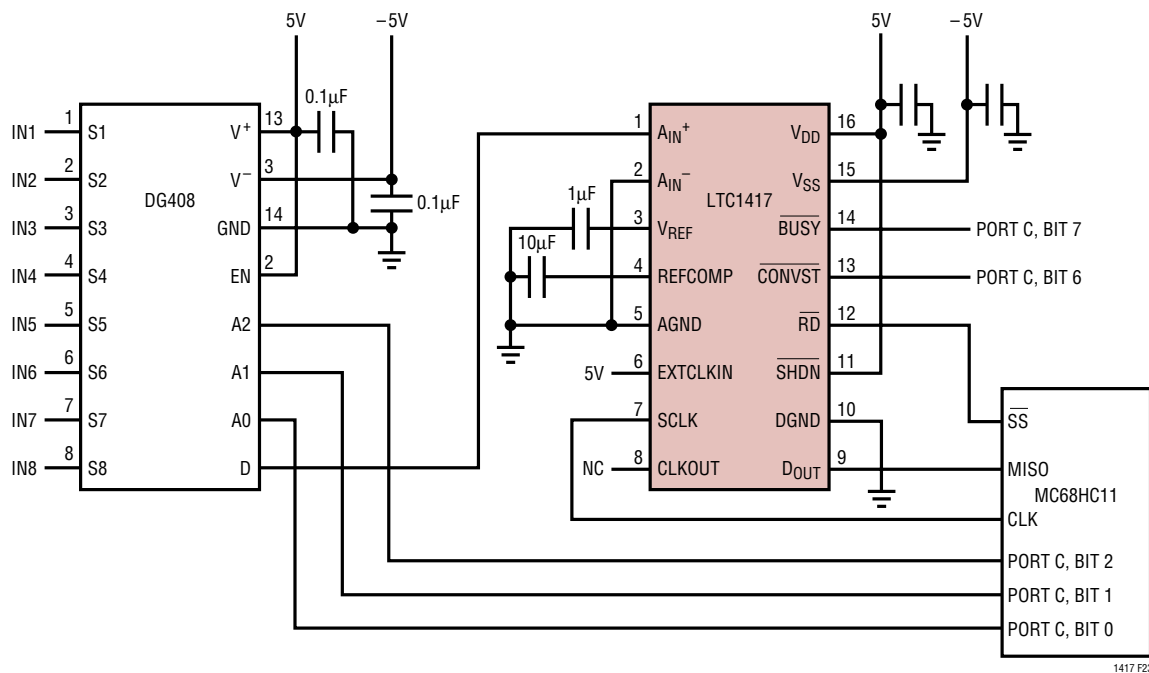 5V
–5V
0.1µF
0.1µF
IN1
IN2
IN3
IN4
IN5
IN6
IN7
IN8
1
2
3
4
5
6
7
8
S1
S2
S3
S4
S5
S6
S7
S8
DG408
V+
V–
GND
EN
A2
A1
A0
D
13
3
14
2
5V
–5V
1µF
10µF
5V
NC
1
2
3
4
5
6
7
8
AIN+
AIN–
VREF
REFCOMP
AGND
EXTCLKIN
SCLK
CLKOUT
LTC1417
VDD
VSS
BUSY
CONVST
RD
SHDN
DGND
DOUT
16
15
14
13
12
11
10
9
PORT C, BIT 7
PORT C, BIT 6
SS
MISO
MC68HC11
CLK
PORT C, BIT 2
PORT C, BIT 1
PORT C, BIT 0